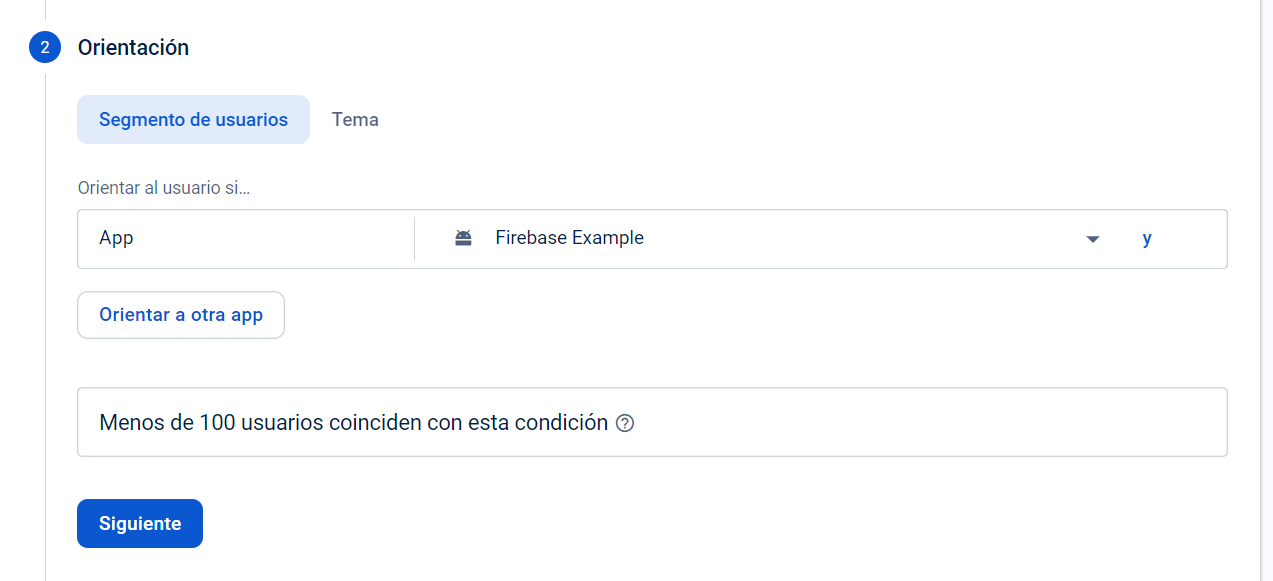 2 Orientación
Segmento de usuarios Tema
Orientar al usuario si...
App Firebase Example y
Orientar a otra app
Menos de 100 usuarios coinciden con esta condición ?
Siguiente